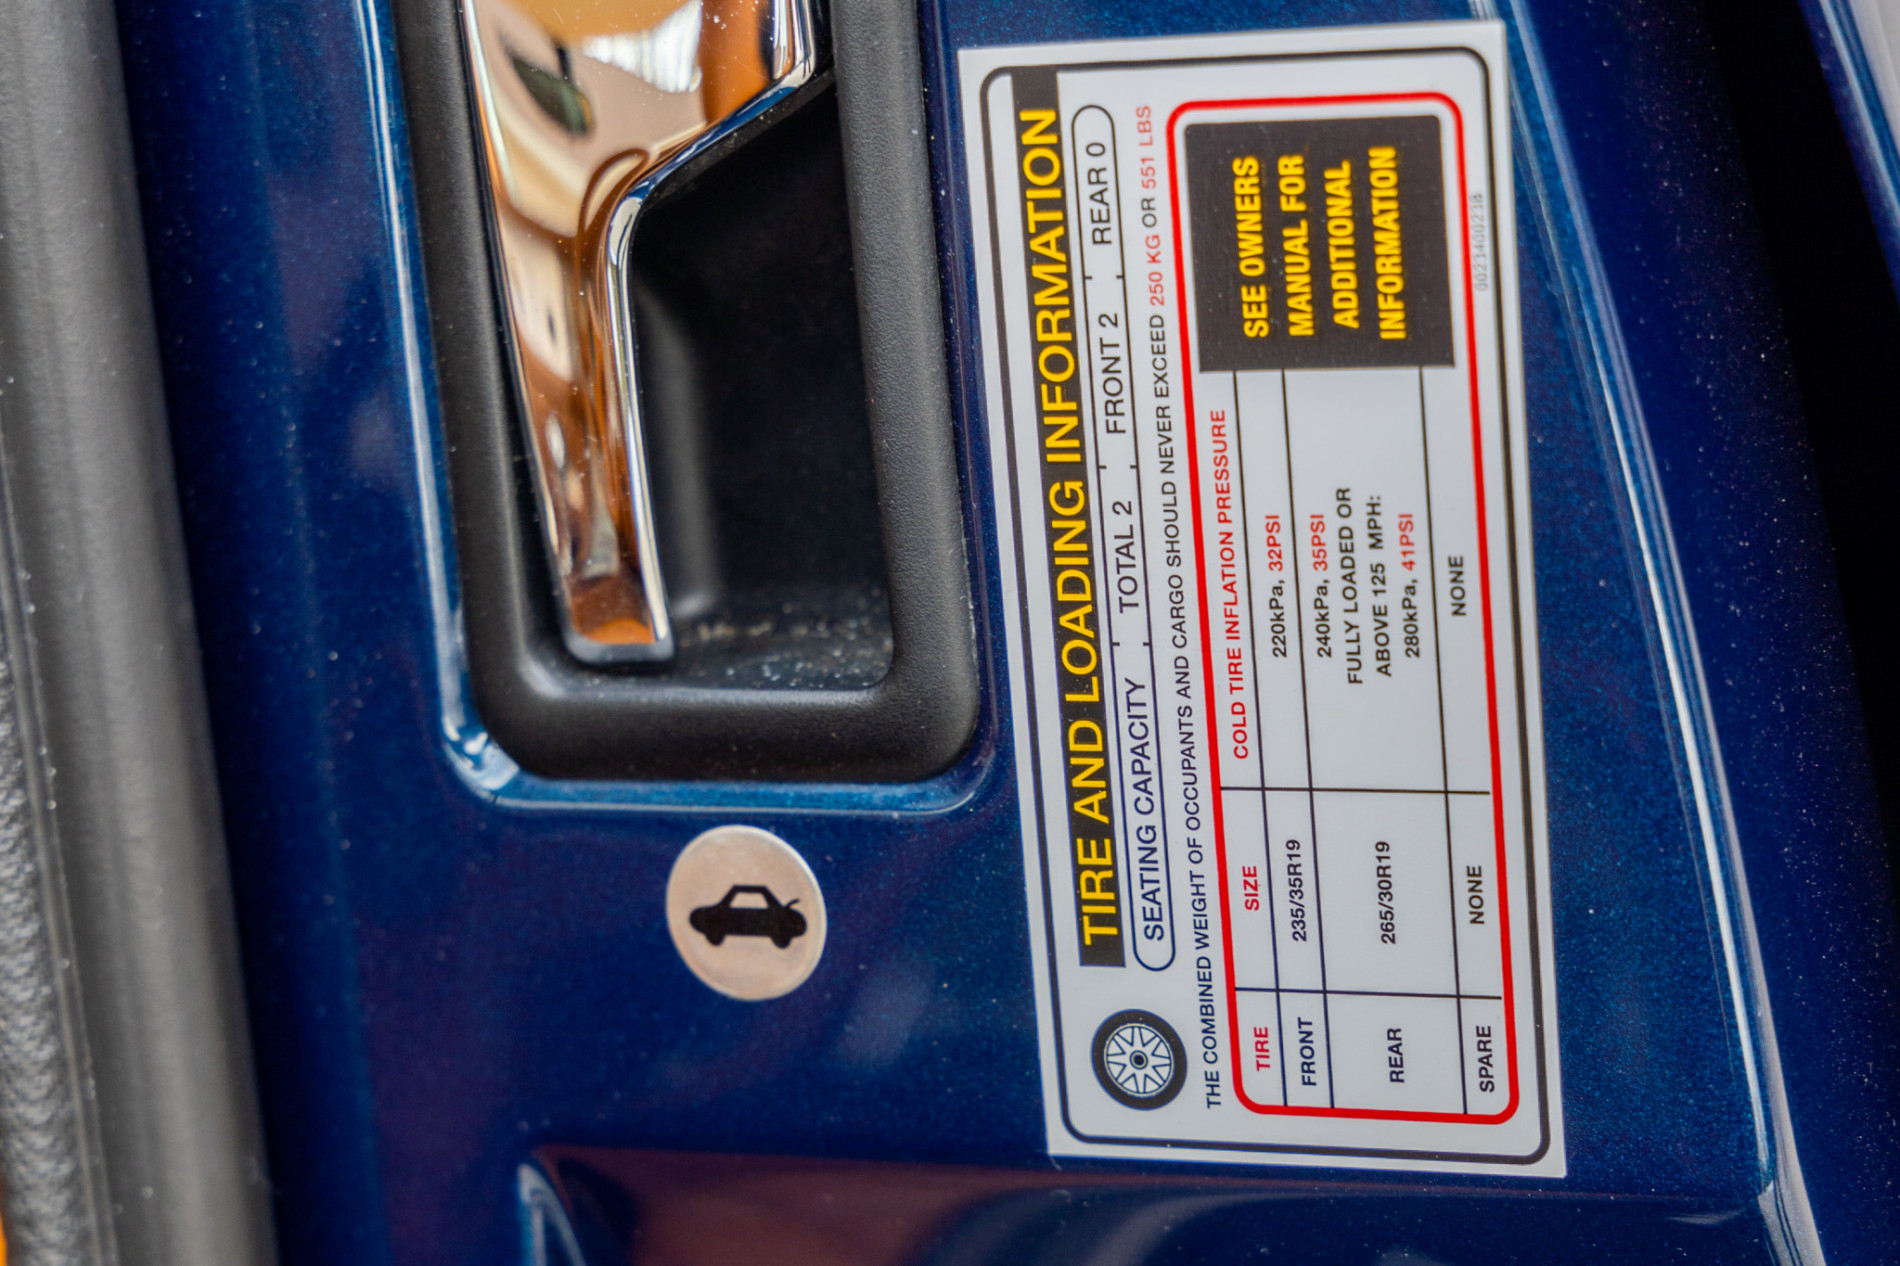 TIRE AND LOADING INFORMATION
SEATING CAPACITY TOTAL 2 FRONT 2 REAR 0
THE COMBINED WEIGHT OF OCCUPANTS AND CARGO SHOULD NEVER EXCEED 250 KG OR 551 LBS
TIRE SIZE COLD TIRE INFLATION PRESSURE
FRONT 235/35R19 220kPa, 32PSI
REAR 265/30R19 240kPa, 35PSI
FULLY LOADED OR
ABOVE 125 MPH:
280kPa, 41PSI
SPARE NONE NONE
SEE OWNERS
MANUAL FOR
ADDITIONAL
INFORMATION